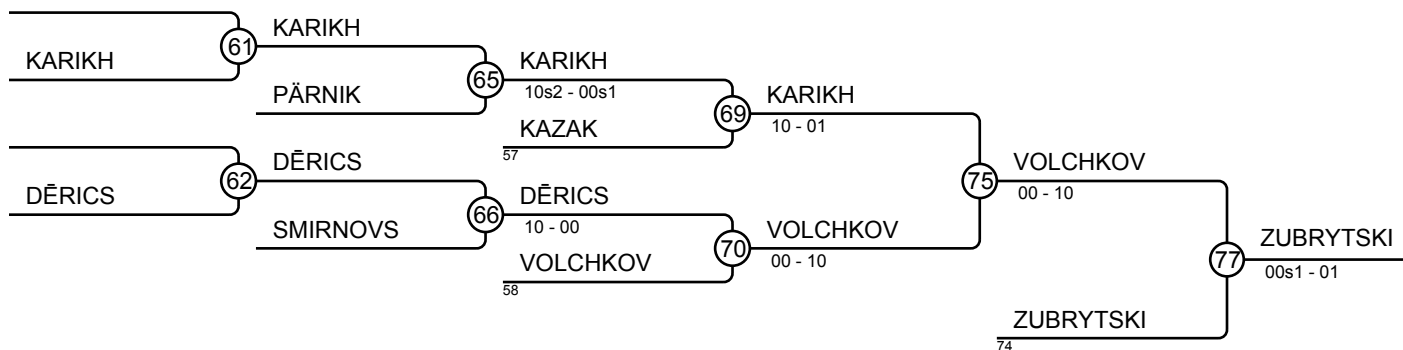 KARIKH
61
KARIKH
PÄRNIK
65
KARIKH
10s2 - 00s1
KAZAK
57
69
KARIKH
10 - 01
DĒRICS
62
DĒRICS
SMIRNOVS
66
DĒRICS
10 - 00
VOLCHKOV
58
70
VOLCHKOV
00 - 10
75
VOLCHKOV
00 - 10
ZUBRYTSKI
74
77
ZUBRYTSKI
00s1 - 01